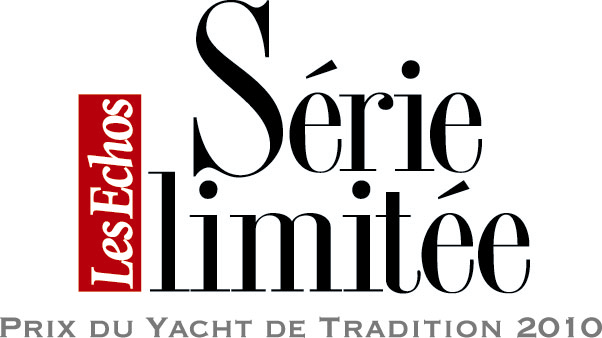 Les Echos
Série
limitée
PRIX DU YACHT DE TRADITION 2010